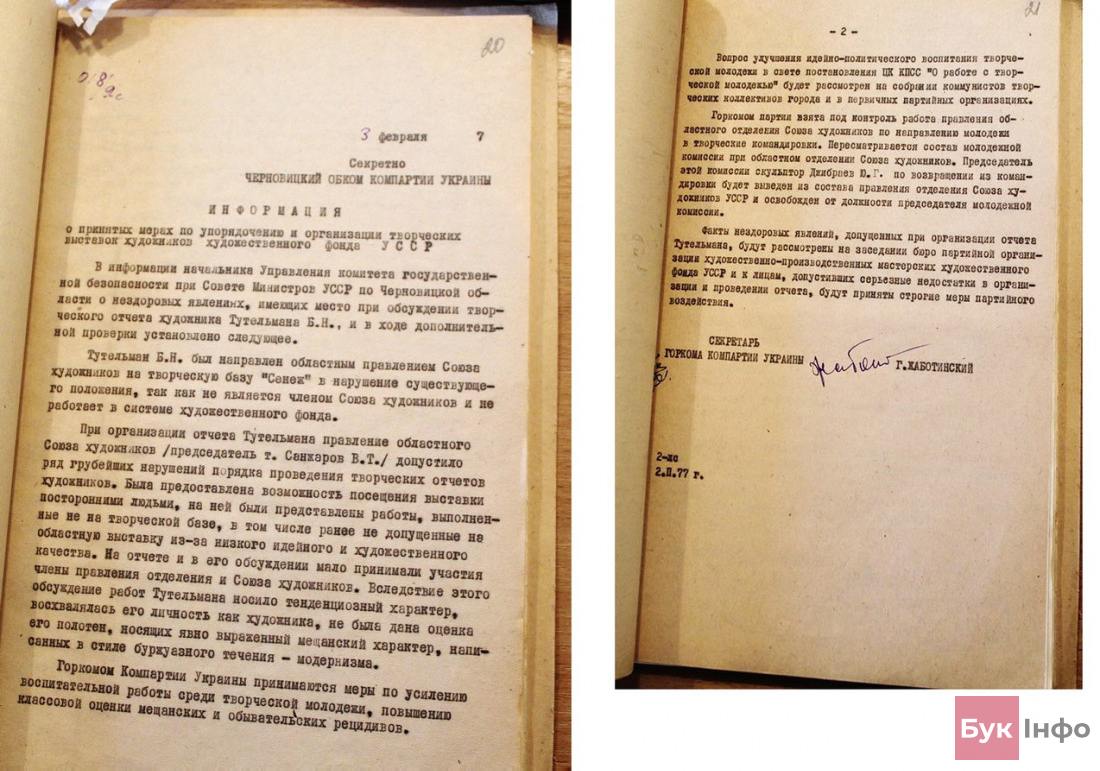 20
3 февраля 7
Секретно
ЧЕРНОВИЦКИЙ ОБКОМ КОМПАРТИИ УКРАИНЫ
ИНФОРМАЦИЯ
о принятых мерах по упорядочению и организации творческих
выставок художников художественного фонда УССР
В информации начальника Управления комитета государствен-
ной безопасности при Совете Министров УССР по Черновицкой об-
ласти о нездоровых явлениях, имеющих место при обсуждении твор-
ческого отчета художника Тутельмана Б.Н., и в ходе дополнитель-
ной проверки установлено следующее.
Тутельман Б.Н. был направлен областным правлением Союза
художников на творческую базу "Сенеж" в нарушение существующе-
го положения, так как не является членом Союза художников и не
работает в системе художественного фонда.
При организации отчета Тутельмана правление областного
Союза художников /председатель т. Санжаров В.Т./ допустило
ряд грубейших нарушений порядка проведения творческих отчетов
художников. Была предоставлена возможность посещения выставки
посторонними людьми, на ней были представлены работы, выполнен-
ные не на творческой базе, в том числе ранее не допущенные на
областную выставку из-за низкого идейного и художественного
качества. На отчете и в его обсуждении мало принимали участия
члены правления отделения и Союза художников. Вследствие этого
обсуждение работ Тутельмана носило тенденциозный характер,
восхвалялась его личность как художника, не была дана оценка
его полотен, носящих явно выраженный мещанский характер, напи-
санных в стиле буржуазного течения – модернизма.
Горкомом Компартии Украины принимаются меры по усилению
воспитательной работы среди творческой молодежи, повышению
классовой оценки мещанских и обывательских рецидивов.
21
- 2 -
Вопрос улучшения идейно-политического воспитания творче-
ской молодежи в свете постановления ЦК КПСС "О работе с твор-
ческой молодежью" будет рассмотрен на собрании коммунистов твор-
ческих коллективов города и в первичных партийных организациях.
Горкомом партии взята под контроль работа правления об-
ластного отделения Союза художников по направлению молодежи
в творческие командировки. Пересматривается состав молодежной
комиссии при областном отделении Союза художников. Председатель
этой комиссии скульптор Джибраев Ю.Г. по возвращении из коман-
дировки будет выведен из состава правления отделения Союза ху-
дожников УССР и освобожден от должности председателя молодежной
комиссии.
Факты нездоровых явлений, допущенных при организации отчета
Тутельмана, будут рассмотрены на заседании бюро партийной органи-
зации художественно-производственных мастерских художественного
фонда УССР и к лицам, допустивших серьезные недостатки в органи-
зации и проведении отчета, будут приняты строгие меры партийного
воздействия.
СЕКРЕТАРЬ
ГОРКОМА КОМПАРТИИ УКРАИНЫ Г.ЖАБОТИНСКИЙ
2-лс
2.П.77 г.
Бук Інфо